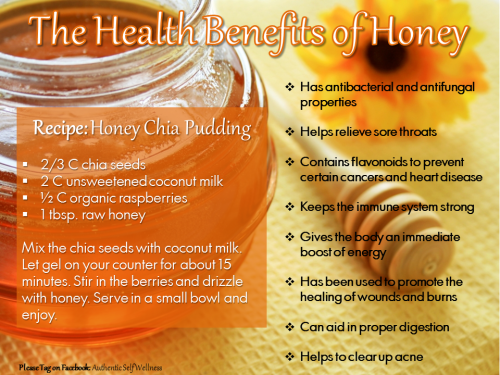 The Health Benefits of Honey
Recipe: Honey Chia Pudding
▪ 2/3 C chia seeds
▪ 2 C unsweetened coconut milk
▪ ½ C organic raspberries
▪ 1 tbsp. raw honey
Mix the chia seeds with coconut milk.
Let gel on your counter for about 15
minutes. Stir in the berries and drizzle
with honey. Serve in a small bowl and
enjoy.
❖ Has antibacterial and antifungal
properties
❖ Helps relieve sore throats
❖ Contains flavonoids to prevent
certain cancers and heart disease
❖ Keeps the immune system strong
❖ Gives the body an immediate
boost of energy
❖ Has been used to promote the
healing of wounds and burns
❖ Can aid in proper digestion
❖ Helps to clear up acne
Please Tag on Facebook: Authentic Self Wellness